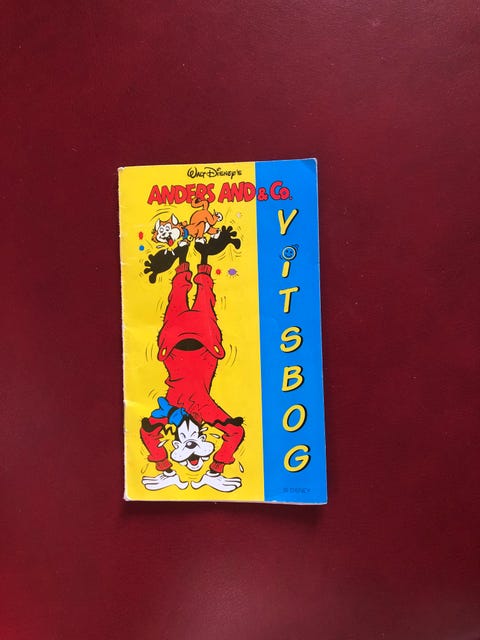 WALT DISNEY'S
ANDERS AND & Co.
VITSBOG
© DISNEY